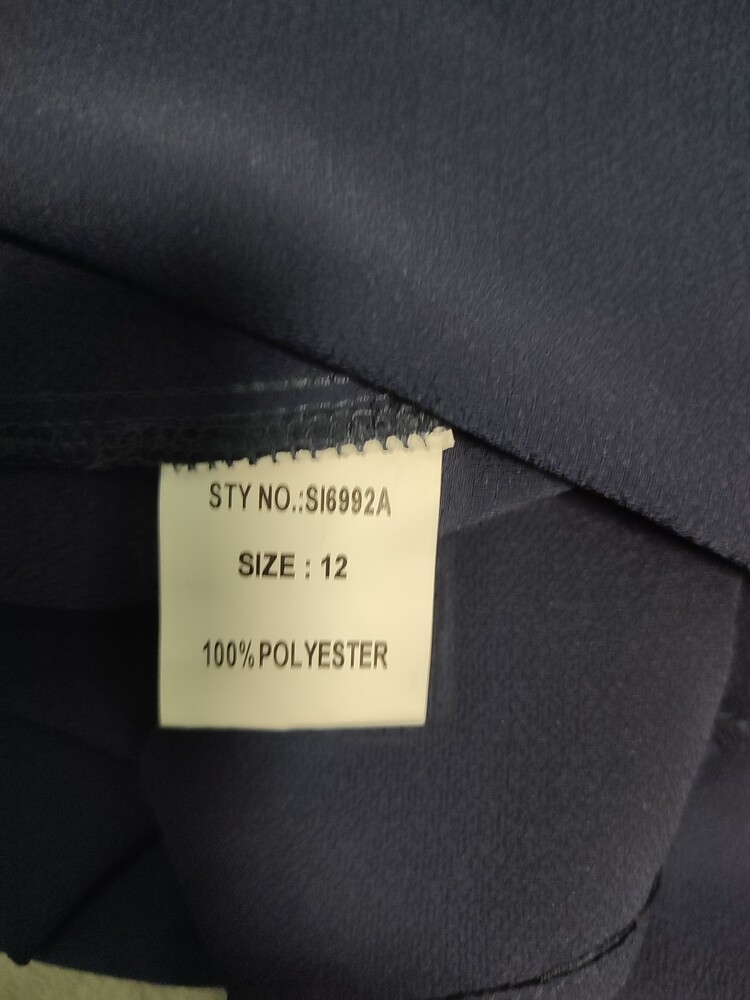 STY NO.:SI6992A
SIZE : 12
100% POLYESTER